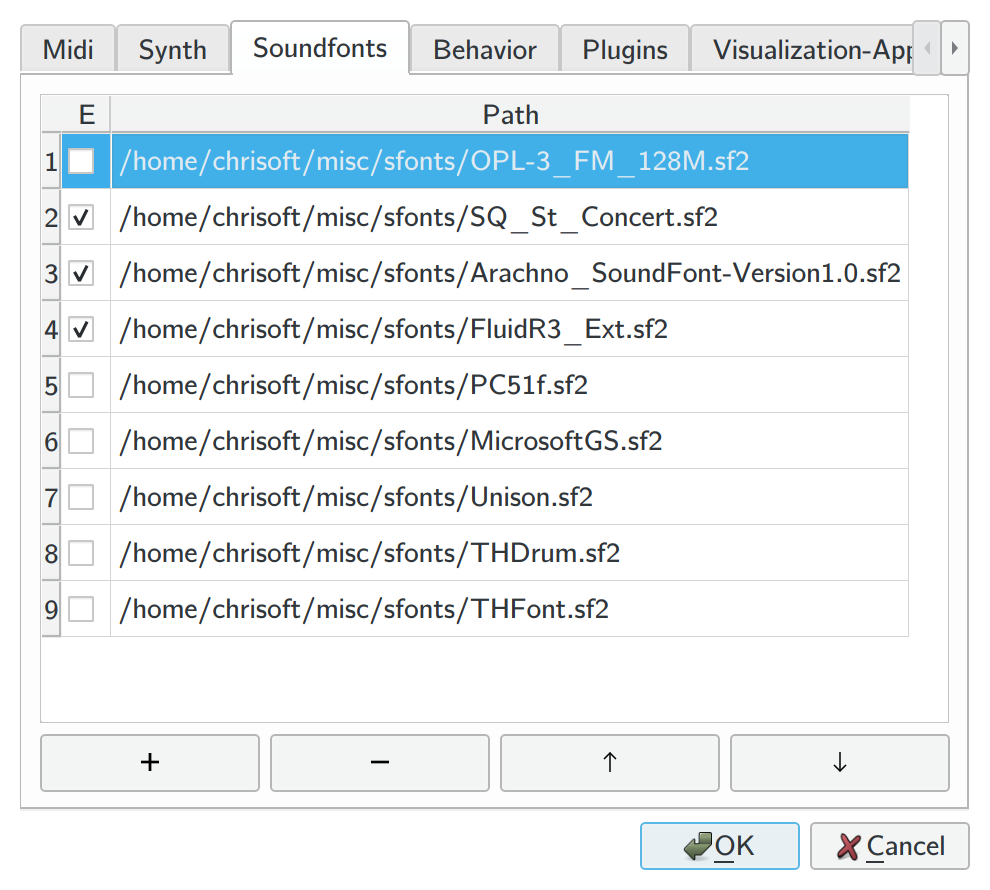 Midi Synth Soundfonts Behavior Plugins Visualization-App
E Path
1 /home/chrisoft/misc/sfonts/OPL-3_FM_128M.sf2
2 /home/chrisoft/misc/sfonts/SQ_St_Concert.sf2
3 /home/chrisoft/misc/sfonts/Arachno_SoundFont-Version1.0.sf2
4 /home/chrisoft/misc/sfonts/FluidR3_Ext.sf2
5 /home/chrisoft/misc/sfonts/PC51f.sf2
6 /home/chrisoft/misc/sfonts/MicrosoftGS.sf2
7 /home/chrisoft/misc/sfonts/Unison.sf2
8 /home/chrisoft/misc/sfonts/THDrum.sf2
9 /home/chrisoft/misc/sfonts/THFont.sf2
+ − ↑ ↓
OK Cancel